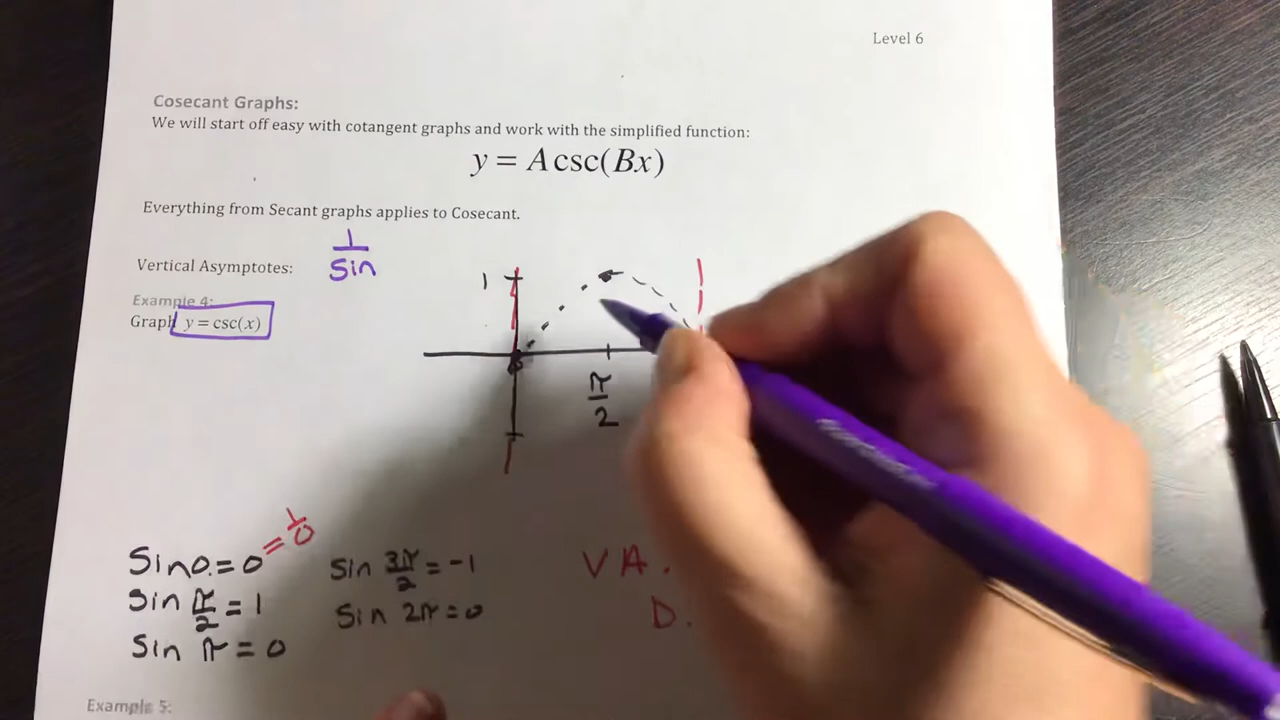 Level 6
Cosecant Graphs:
We will start off easy with cotangent graphs and work with the simplified function:
y = A csc(Bx)
Everything from Secant graphs applies to Cosecant.
Vertical Asymptotes:
1/sin
Example 4:
Graph y = csc(x)
1
π/2
Sin 0 = 0 = 1/0
Sin π/2 = 1
Sin π = 0
Sin 3π/2 = -1
Sin 2π = 0
VA.
D.
Example 5: